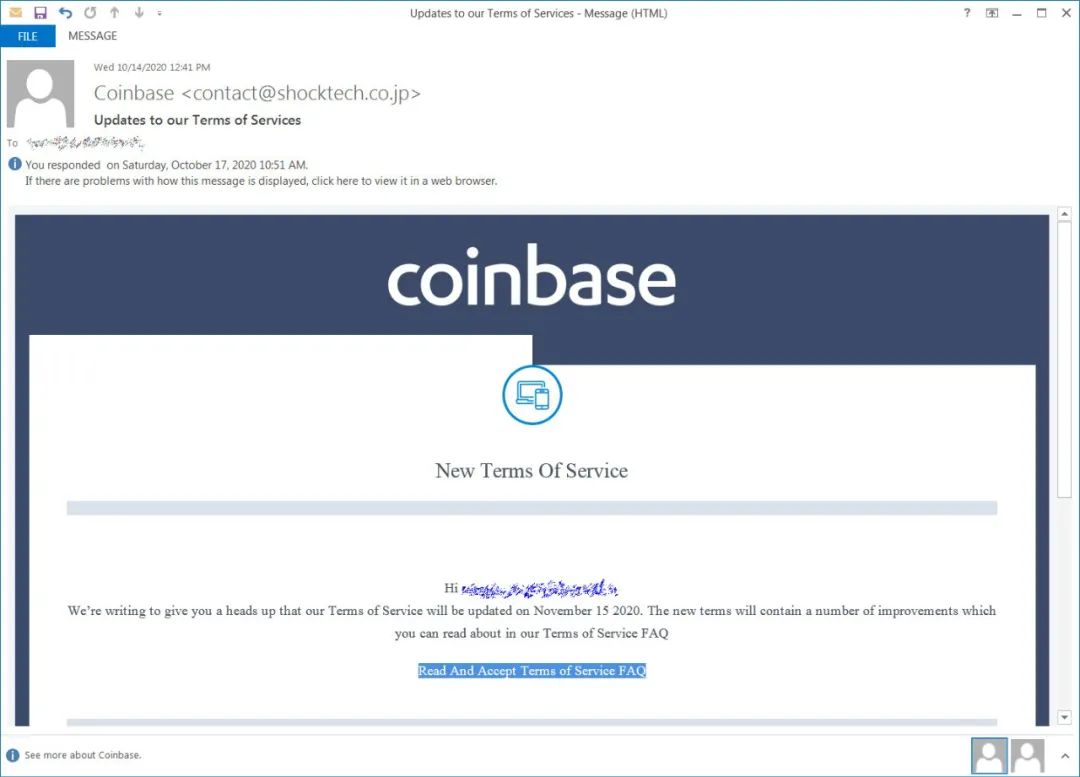 Updates to our Terms of Services - Message (HTML)
?
FILE MESSAGE
Wed 10/14/2020 12:41 PM
Coinbase <contact@shocktech.co.jp>
Updates to our Terms of Services
To
You responded on Saturday, October 17, 2020 10:51 AM.
If there are problems with how this message is displayed, click here to view it in a web browser.
coinbase
New Terms Of Service
Hi
We're writing to give you a heads up that our Terms of Service will be updated on November 15 2020. The new terms will contain a number of improvements which
you can read about in our Terms of Service FAQ
Read And Accept Terms of Service FAQ
See more about Coinbase.